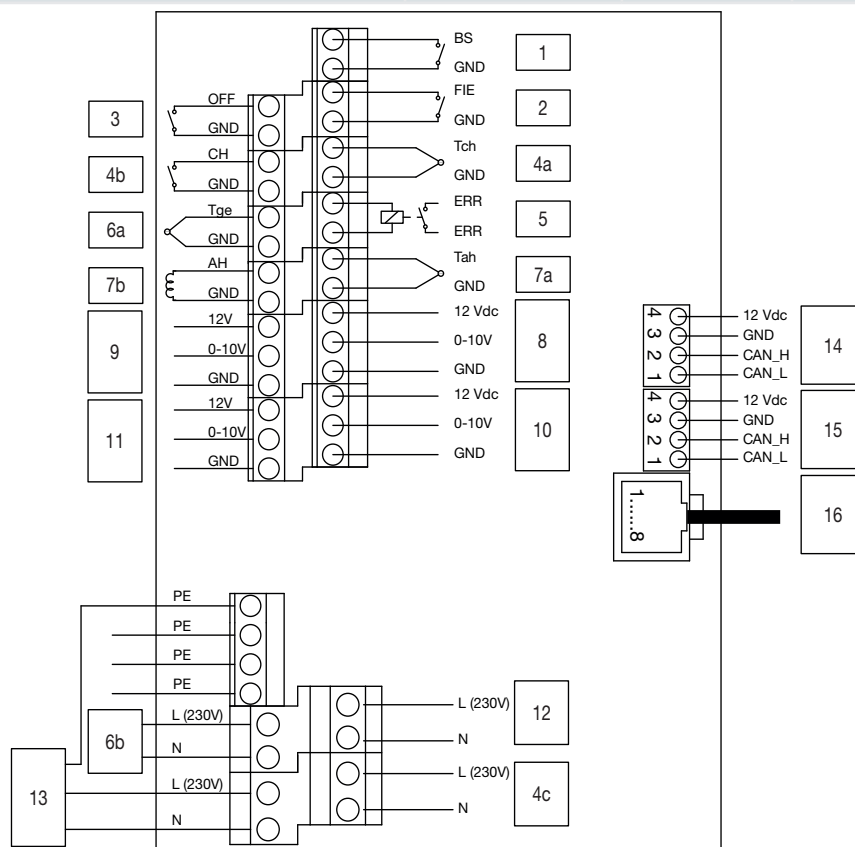 BS
GND
1
FIE
GND
2
OFF
GND
3
Tch
GND
4a
CH
GND
4b
ERR
ERR
5
Tge
GND
6a
Tah
GND
7a
AH
GND
7b
12 Vdc
0-10V
GND
8
12V
0-10V
GND
9
12 Vdc
0-10V
GND
10
12V
0-10V
GND
11
4 12 Vdc
3 GND
2 CAN_H
1 CAN_L
14
4 12 Vdc
3 GND
2 CAN_H
1 CAN_L
15
1......8
16
PE
PE
PE
PE
L (230V)
N
6b
L (230V)
N
12
L (230V)
N
13
L (230V)
N
4c